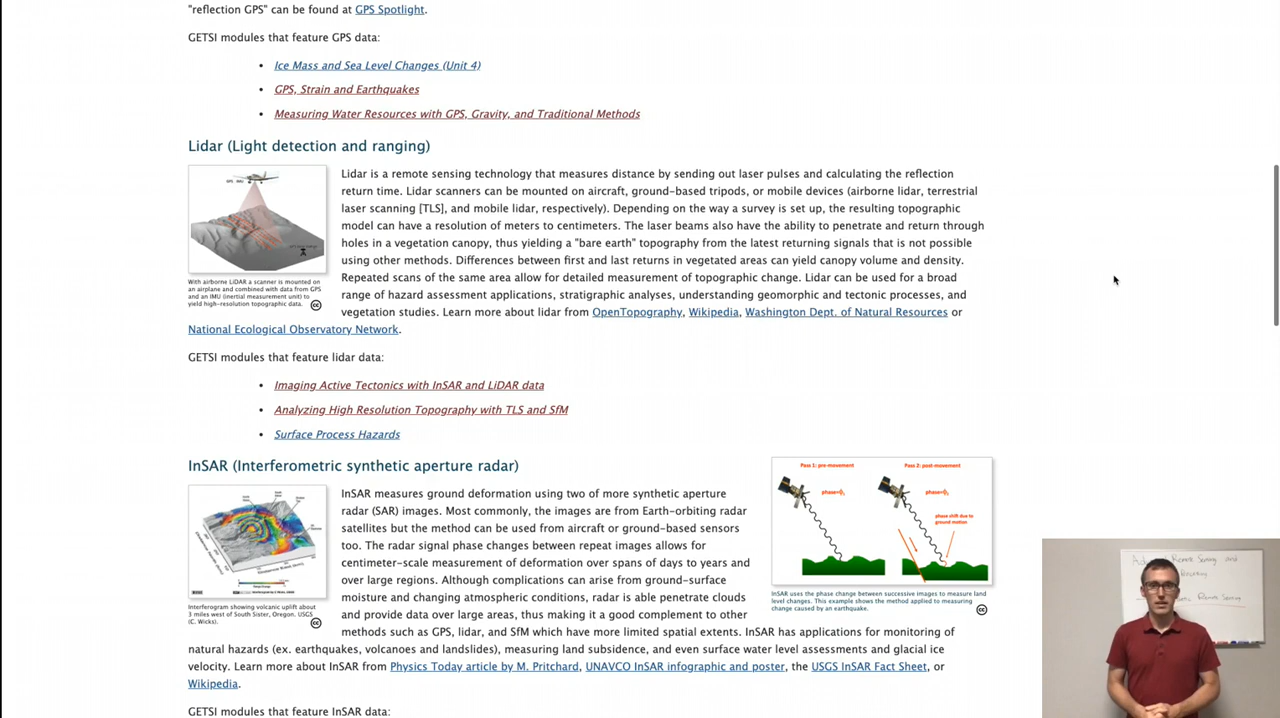 "reflection GPS" can be found at GPS Spotlight.
GETSI modules that feature GPS data:
• Ice Mass and Sea Level Changes (Unit 4)
• GPS, Strain and Earthquakes
• Measuring Water Resources with GPS, Gravity, and Traditional Methods
Lidar (Light detection and ranging)
Lidar is a remote sensing technology that measures distance by sending out laser pulses and calculating the reflection
return time. Lidar scanners can be mounted on aircraft, ground-based tripods, or mobile devices (airborne lidar, terrestrial
laser scanning [TLS], and mobile lidar, respectively). Depending on the way a survey is set up, the resulting topographic
model can have a resolution of meters to centimeters. The laser beams also have the ability to penetrate and return through
holes in a vegetation canopy, thus yielding a "bare earth" topography from the latest returning signals that is not possible
using other methods. Differences between first and last returns in vegetated areas can yield canopy volume and density.
Repeated scans of the same area allow for detailed measurement of topographic change. Lidar can be used for a broad
range of hazard assessment applications, stratigraphic analyses, understanding geomorphic and tectonic processes, and
vegetation studies. Learn more about lidar from OpenTopography, Wikipedia, Washington Dept. of Natural Resources or
National Ecological Observatory Network.
GPS IMU
With airborne LiDAR a scanner is mounted on
an airplane and combined with data from GPS
and an IMU (inertial measurement unit) to
yield high-resolution topographic data.
cc
GETSI modules that feature lidar data:
• Imaging Active Tectonics with InSAR and LiDAR data
• Analyzing High Resolution Topography with TLS and SfM
• Surface Process Hazards
InSAR (Interferometric synthetic aperture radar)
InSAR measures ground deformation using two of more synthetic aperture
radar (SAR) images. Most commonly, the images are from Earth-orbiting radar
satellites but the method can be used from aircraft or ground-based sensors
too. The radar signal phase changes between repeat images allows for
centimeter-scale measurement of deformation over spans of days to years and
over large regions. Although complications can arise from ground-surface
moisture and changing atmospheric conditions, radar is able penetrate clouds
and provide data over large areas, thus making it a good complement to other
methods such as GPS, lidar, and SfM which have more limited spatial extents. InSAR has applications for monitoring of
natural hazards (ex. earthquakes, volcanoes and landslides), measuring land subsidence, and even surface water level assessments and glacial ice
velocity. Learn more about InSAR from Physics Today article by M. Pritchard, UNAVCO InSAR infographic and poster, the USGS InSAR Fact Sheet, or
Wikipedia.
Interferogram showing volcanic uplift about
3 miles west of South Sister, Oregon. USGS
(C. Wicks).
cc
Pass 1: pre-movement
Pass 2: post-movement
phase=ϕ₁
phase=ϕ₂
phase shift due to
ground motion
InSAR uses the phase change between successive images to measure land
level changes. This example shows the method applied to measuring
change caused by an earthquake.
cc
GETSI modules that feature InSAR data:
Remote Sensing and
Remote Sensing